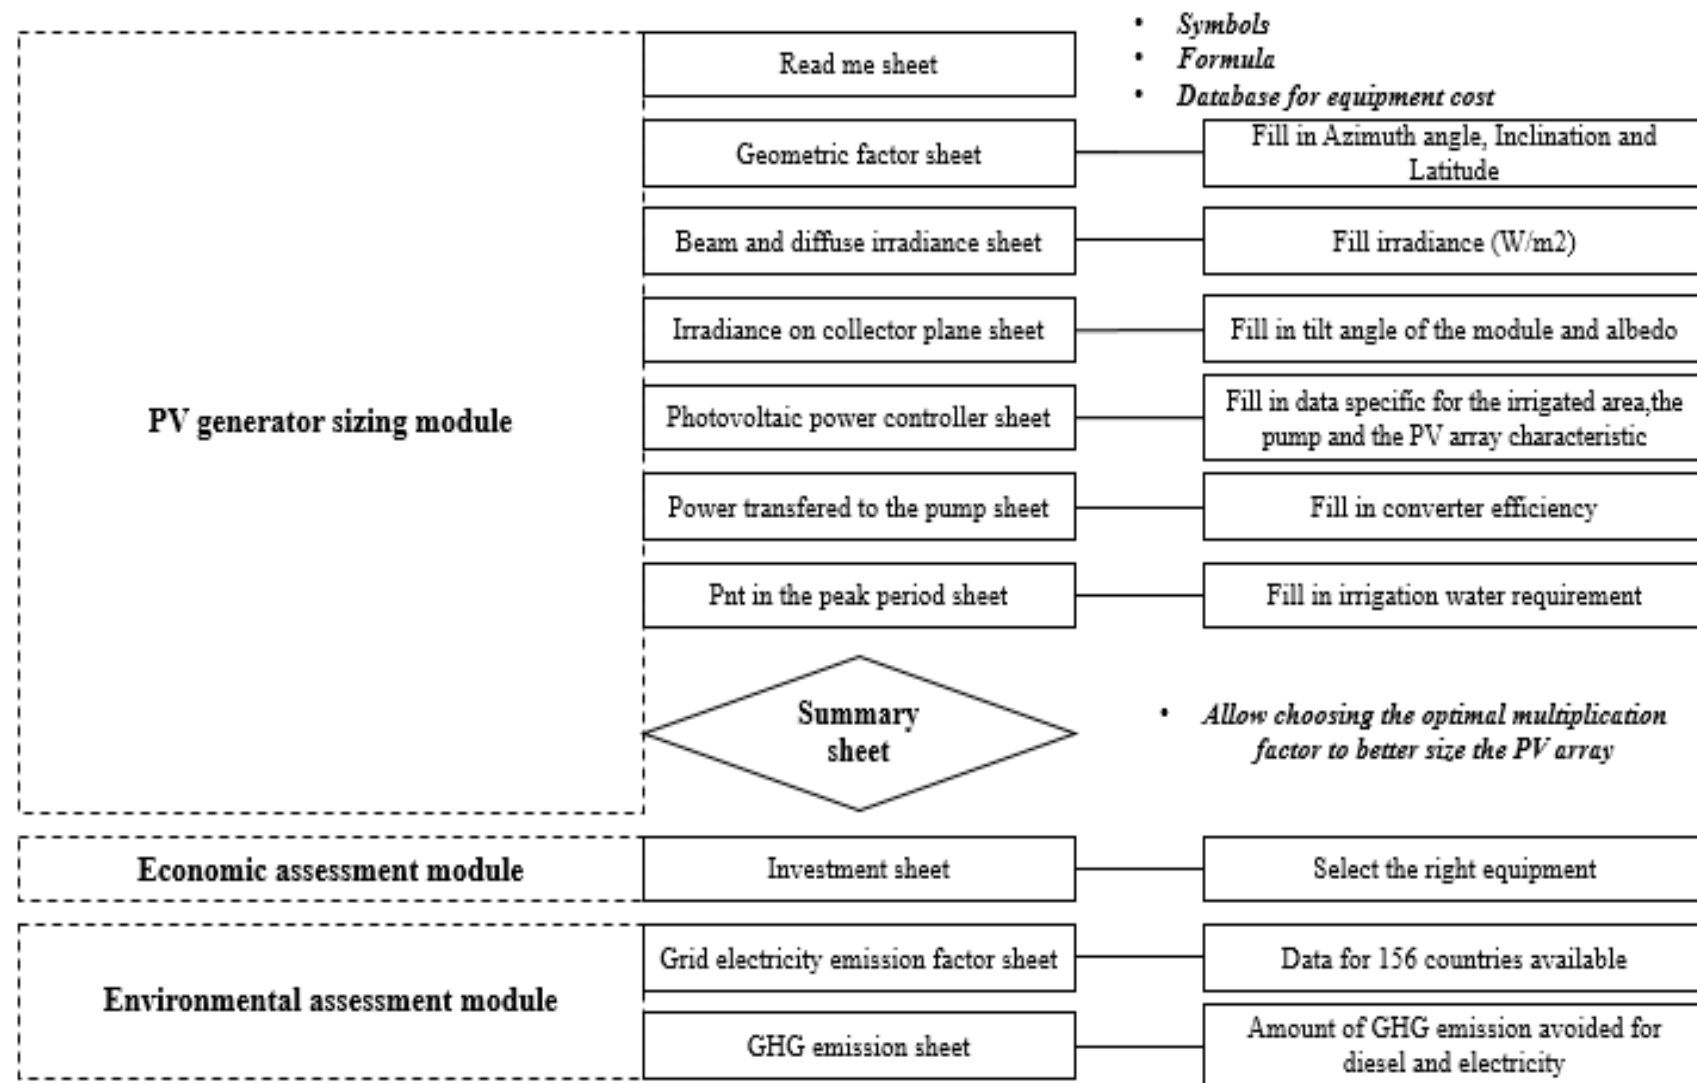 • Symbols
• Formula
• Database for equipment cost
Read me sheet
Geometric factor sheet
Fill in Azimuth angle, Inclination and
Latitude
Beam and diffuse irradiance sheet
Fill irradiance (W/m2)
Irradiance on collector plane sheet
Fill in tilt angle of the module and albedo
PV generator sizing module
Photovoltaic power controller sheet
Fill in data specific for the irrigated area,the
pump and the PV array characteristic
Power transfered to the pump sheet
Fill in converter efficiency
Pnt in the peak period sheet
Fill in irrigation water requirement
Summary
sheet
• Allow choosing the optimal multiplication
factor to better size the PV array
Economic assessment module
Investment sheet
Select the right equipment
Environmental assessment module
Grid electricity emission factor sheet
Data for 156 countries available
GHG emission sheet
Amount of GHG emission avoided for
diesel and electricity